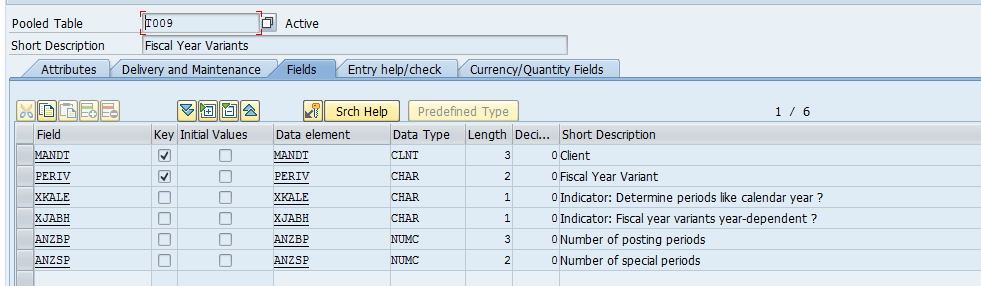 Pooled Table T009 Active
Short Description Fiscal Year Variants
Attributes Delivery and Maintenance Fields Entry help/check Currency/Quantity Fields
Srch Help Predefined Type 1 / 6
Field Key Initial Values Data element Data Type Length Deci... Short Description
MANDT MANDT CLNT 3 0 Client
PERIV PERIV CHAR 2 0 Fiscal Year Variant
XKALE XKALE CHAR 1 0 Indicator: Determine periods like calendar year ?
XJABH XJABH CHAR 1 0 Indicator: Fiscal year variants year-dependent ?
ANZBP ANZBP NUMC 3 0 Number of posting periods
ANZSP ANZSP NUMC 2 0 Number of special periods